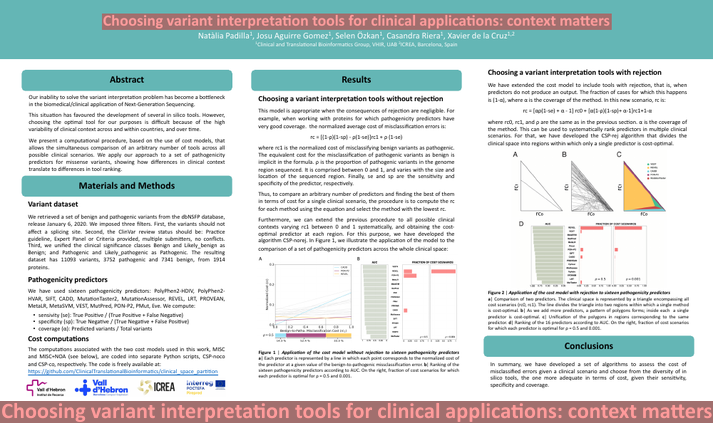 Choosing variant interpretation tools for clinical applications: context matters
Natàlia Padilla¹, Josu Aguirre Gomez¹, Selen Özkan¹, Casandra Riera¹, Xavier de la Cruz¹,²
¹Clinical and Translational Bioinformatics Group, VHIR, UAB ²ICREA, Barcelona, Spain
Abstract
Our inability to solve the variant interpretation problem has become a bottleneck
in the biomedical/clinical application of Next-Generation Sequencing.
This situation has favoured the development of several in silico tools. However,
choosing the optimal tool for our purposes is difficult because of the high
variability of clinical context across and within countries, and over time.
We present a computational procedure, based on the use of cost models, that
allows the simultaneous comparison of an arbitrary number of tools across all
possible clinical scenarios. We apply our approach to a set of pathogenicity
predictors for missense variants, showing how differences in clinical context
translate to differences in tool ranking.
Materials and Methods
Variant dataset
We retrieved a set of benign and pathogenic variants from the dbNSFP database,
release January 6, 2020. We imposed three filters. First, the variants should not
affect a splicing site. Second, the ClinVar review status should be: Practice
guideline, Expert Panel or Criteria provided, multiple submitters, no conflicts.
Third, we unified the clinical significance classes Benign and Likely_benign as
Benign; and Pathogenic and Likely_pathogenic as Pathogenic. The resulting
dataset has 11093 variants, 3752 pathogenic and 7341 benign, from 1914
proteins.
Pathogenicity predictors
We have used sixteen pathogenicity predictors: PolyPhen2-HDIV, PolyPhen2-
HVAR, SIFT, CADD, MutationTaster2, MutationAssessor, REVEL, LRT, PROVEAN,
MetaLR, MetaSVM, VEST, MutPred, PON-P2, PMut, Eve. We compute:
• sensivity (se): True Positive / (True Positive + False Negative)
• specificity (sp): True Negative / (True Negative + False Positive)
• coverage (α): Predicted variants / Total variants
Cost computations
The computations associated with the two cost models used in this work, MISC
and MISC+NOA (see below), are coded into separate Python scripts, CSP-noco
and CSP-co, respectively. The code is freely available at:
https://github.com/ClinicalTranslationalBioinformatics/clinical_space_partition
Vall d'Hebron
Institut de Recerca
Vall
d'Hebron
ICREA
Interreg
POCTEFA
Results
Choosing a variant interpretation tools without rejection
This model is appropriate when the consequences of rejection are negligible. For
example, when working with proteins for which pathogenicity predictors have
very good coverage. the normalized average cost of misclassification errors is:
rc = [(1-ρ)(1-sp) - ρ(1-se)]rc1 + ρ (1-se)
where rc1 is the normalized cost of misclassifying benign variants as pathogenic.
The equivalent cost for the misclassification of pathogenic variants as benign is
implicit in the formula. ρ is the proportion of pathogenic variants in the genome
region sequenced. It is comprised between 0 and 1, and varies with the size and
location of the sequenced region. Finally, se and sp are the sensitivity and
specificity of the predictor, respectively.
Thus, to compare an arbitrary number of predictors and finding the best of them
in terms of cost for a single clinical scenario, the procedure is to compute the rc
for each method using the equation and select the method with the lowest rc.
Furthermore, we can extend the previous procedure to all possible clinical
contexts varying rc1 between 0 and 1 systematically, and obtaining the cost-
optimal predictor at each region. For this purpose, we have developed the
algorithm CSP-norej. In Figure 1, we illustrate the application of the model to the
comparison of a set of pathogenicity predictors across the whole clinical space:
A
B
Figure 1 | Application of the cost model without rejection to sixteen pathogenicity predictors
a) Each predictor is represented by a line in which each point corresponds to the normalized cost of
the predictor at a given value of the benign-to-pathogenic misclassification error b) Ranking of the
sixteen pathogenicity predictors according to AUC. On the right, fraction of cost scenarios for which
each predictor is optimal for ρ = 0.5 and 0.001.
Choosing a variant interpretation tools with rejection
We have extended the cost model to include tools with rejection, that is, when
predictors do not produce an output. The fraction of cases for which this happens
is (1-α), where α is the coverage of the method. In this new scenario, rc is:
rc = [αρ(1-se) + α - 1] rc0 + [α(1-ρ)(1-sp)+ α-1]rc1+1-α
where rc0, rc1, and ρ are the same as in the previous section. α is the coverage of
the method. This can be used to systematically rank predictors in multiple clinical
scenarios. For that, we have developed the CSP-rej algorithm that divides the
clinical space into regions within which only a single predictor is cost-optimal.
A
B
C
D
Figure 2 | Application of the cost model with rejection to sixteen pathogenicity predictors
a) Comparison of two predictors. The clinical space is represented by a triangle encompassing all
cost scenarios (rc0, rc1). The line divides the triangle into two regions within which a single method
is cost-optimal. b) As we add more predictors, a pattern of polygons forms; inside each a single
method is cost-optimal. c) Unification of the polygons in regions corresponding to the same
predictor. d) Ranking of the 16 predictors according to AUC. On the right, fraction of cost scenarios
for which each predictor is optimal for ρ = 0.5 and 0.001.
Conclusions
In summary, we have developed a set of algorithms to assess the cost of
misclassified errors given a clinical scenario and choose from the diversity of in
silico tools, the one more adequate in terms of cost, given their sensitivity,
specificity and coverage.
Choosing variant interpretation tools for clinical applications: context matters